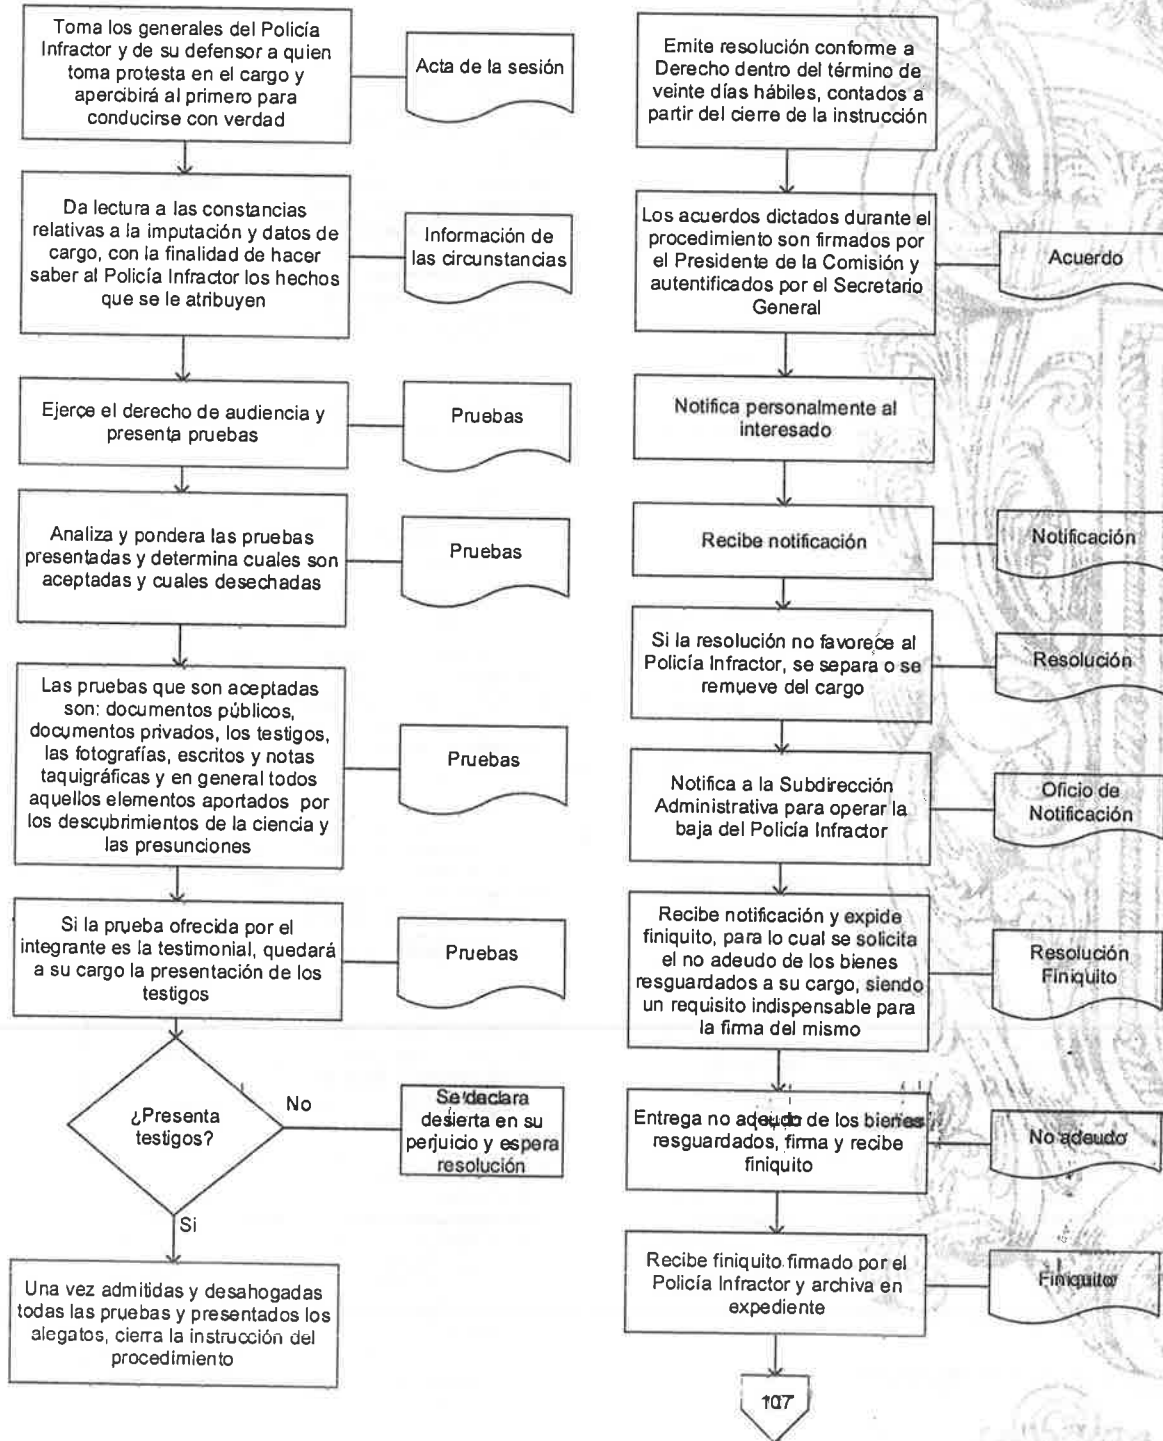 Toma los generales del Policía
Infractor y de su defensor a quien
toma protesta en el cargo y
apercibirá al primero para
conducirse con verdad
Acta de la sesión
Da lectura a las constancias
relativas a la imputación y datos de
cargo, con la finalidad de hacer
saber al Policía Infractor los hechos
que se le atribuyen
Información de
las circunstancias
Ejerce el derecho de audiencia y
presenta pruebas
Pruebas
Analiza y pondera las pruebas
presentadas y determina cuales son
aceptadas y cuales desechadas
Pruebas
Las pruebas que son aceptadas
son: documentos públicos,
documentos privados, los testigos,
las fotografías, escritos y notas
taquigráficas y en general todos
aquellos elementos aportados por
los descubrimientos de la ciencia y
las presunciones
Pruebas
Si la prueba ofrecida por el
integrante es la testimonial, quedará
a su cargo la presentación de los
testigos
Pruebas
¿Presenta
testigos?
No
Se declara
desierta en su
perjuicio y espera
resolución
Si
Una vez admitidas y desahogadas
todas las pruebas y presentados los
alegatos, cierra la instrucción del
procedimiento
Emite resolución conforme a
Derecho dentro del término de
veinte días hábiles, contados a
partir del cierre de la instrucción
Los acuerdos dictados durante el
procedimiento son firmados por
el Presidente de la Comisión y
autentificados por el Secretario
General
Acuerdo
Notifica personalmente al
interesado
Recibe notificación
Notificación
Si la resolución no favorece al
Policía Infractor, se separa o se
remueve del cargo
Resolución
Notifica a la Subdirección
Administrativa para operar la
baja del Policía Infractor
Oficio de
Notificación
Recibe notificación y expide
finiquito, para lo cual se solicita
el no adeudo de los bienes
resguardados a su cargo, siendo
un requisito indispensable para
la firma del mismo
Resolución
Finiquito
Entrega no adeudo de los bienes
resguardados, firma y recibe
finiquito
No adeudo
Recibe finiquito firmado por el
Policía Infractor y archiva en
expediente
Finiquito
107